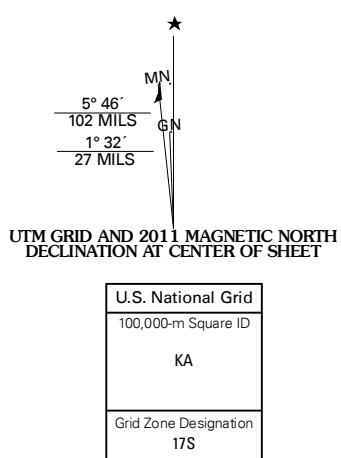 ★
MN
5° 46´
102 MILS
GN
1° 32´
27 MILS
UTM GRID AND 2011 MAGNETIC NORTH
DECLINATION AT CENTER OF SHEET
U.S. National Grid
100,000-m Square ID
KA
Grid Zone Designation
17S